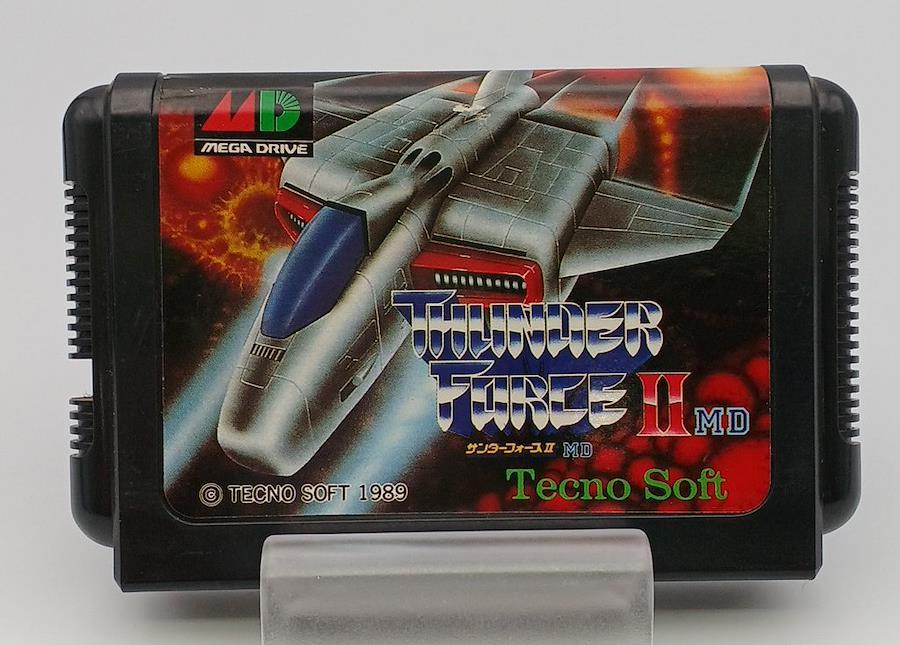 MD
MEGA DRIVE
THUNDER
FORCE II MD
サンダーフォースII MD
© TECNO SOFT 1989
Tecno Soft